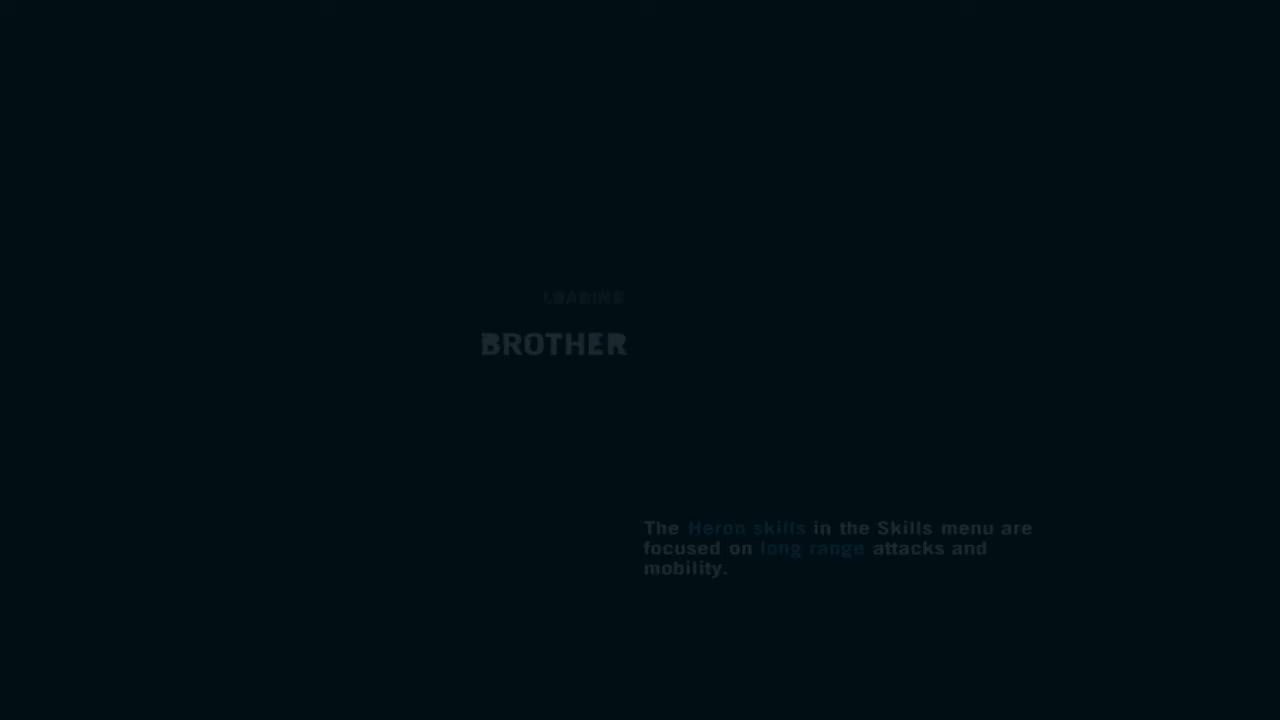 LOADING
BROTHER
The Heron skills in the Skills menu are
focused on long range attacks and
mobility.